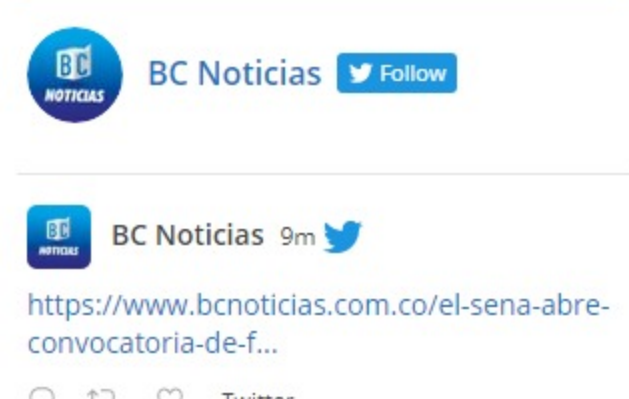 BC
NOTICIAS
BC Noticias
Follow
BC
NOTICIAS
BC Noticias 9m
https://www.bcnoticias.com.co/el-sena-abre-
convocatoria-de-f...
Twitter